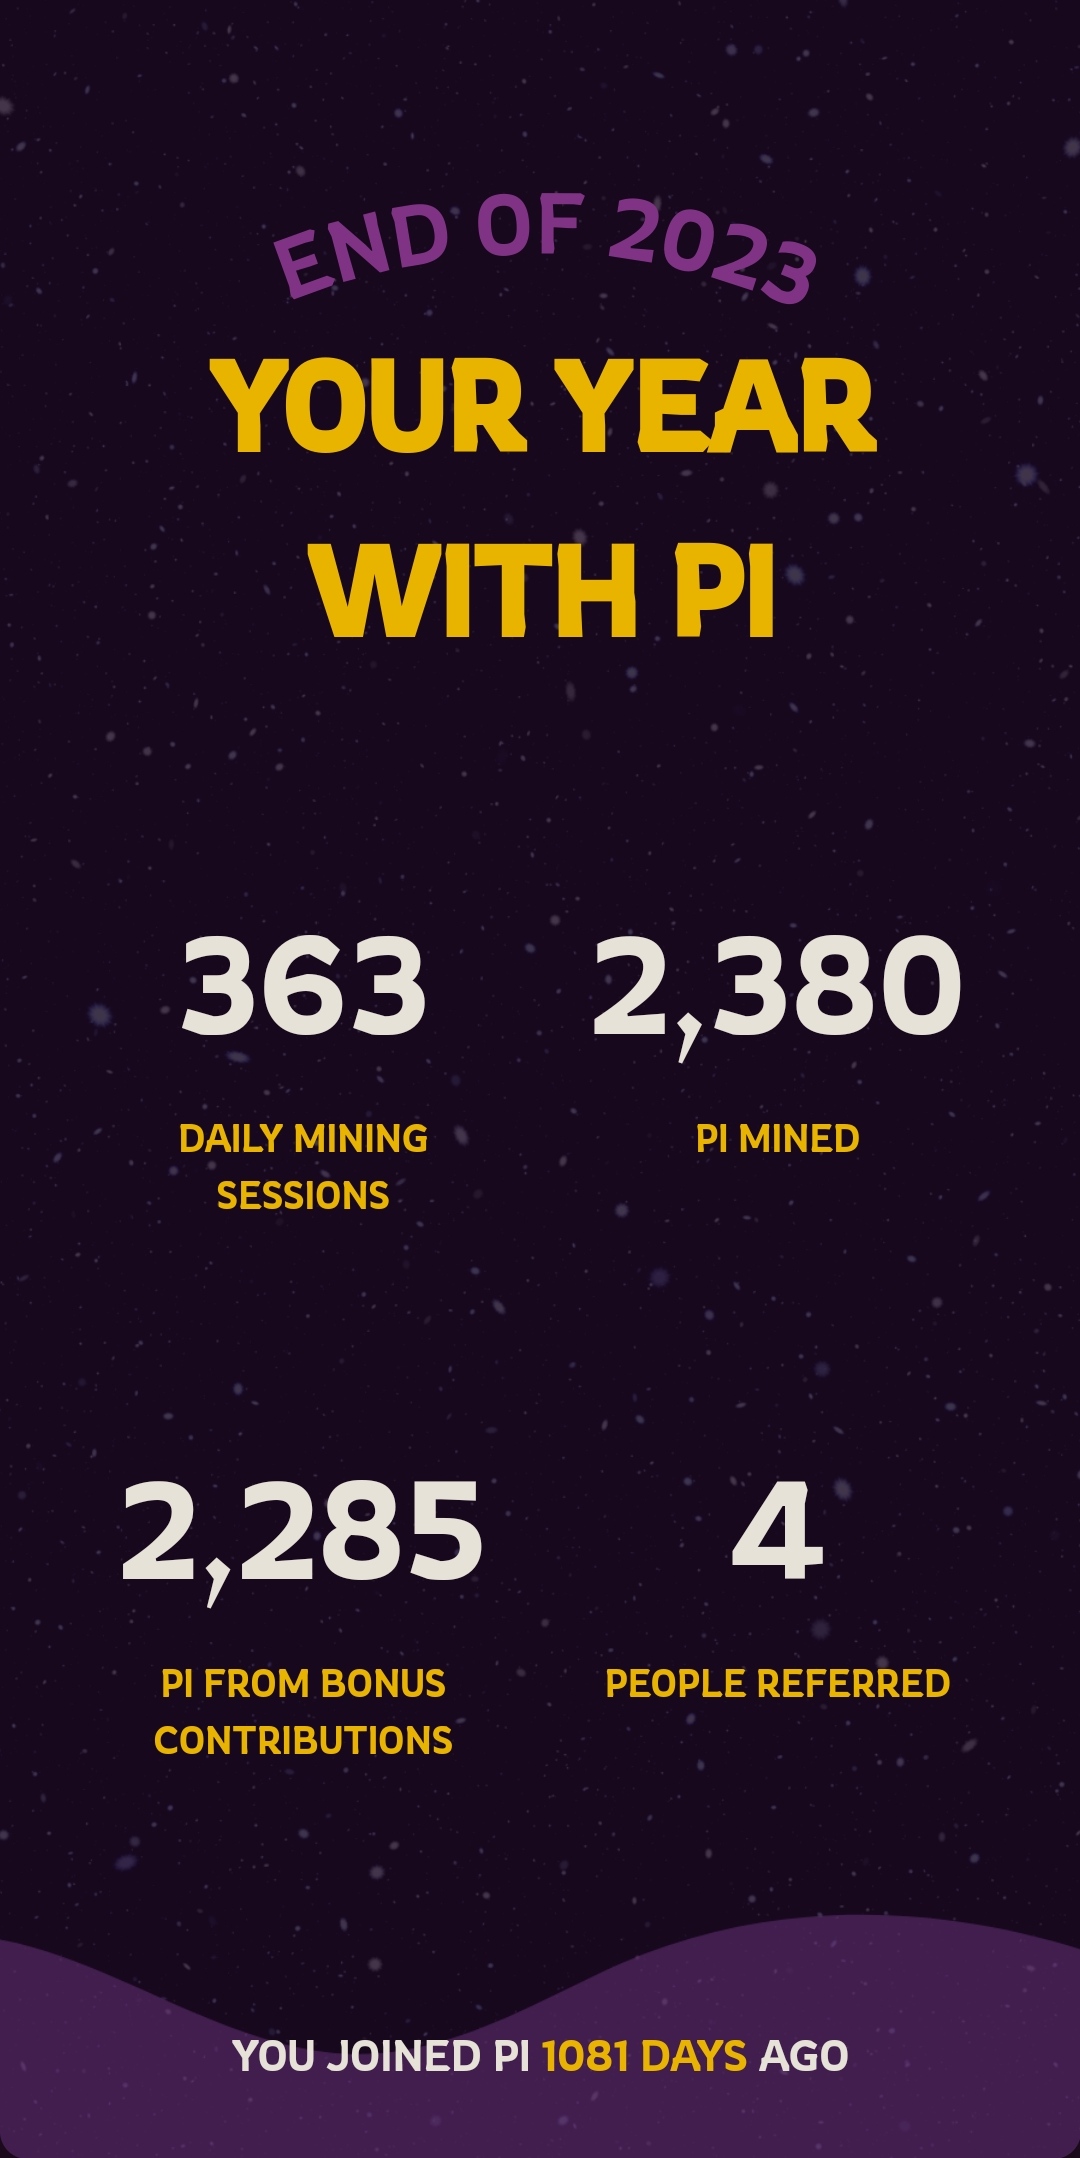 END OF 2023
YOUR YEAR
WITH PI
363
DAILY MINING
SESSIONS
2,380
PI MINED
2,285
PI FROM BONUS
CONTRIBUTIONS
4
PEOPLE REFERRED
YOU JOINED PI 1081 DAYS AGO